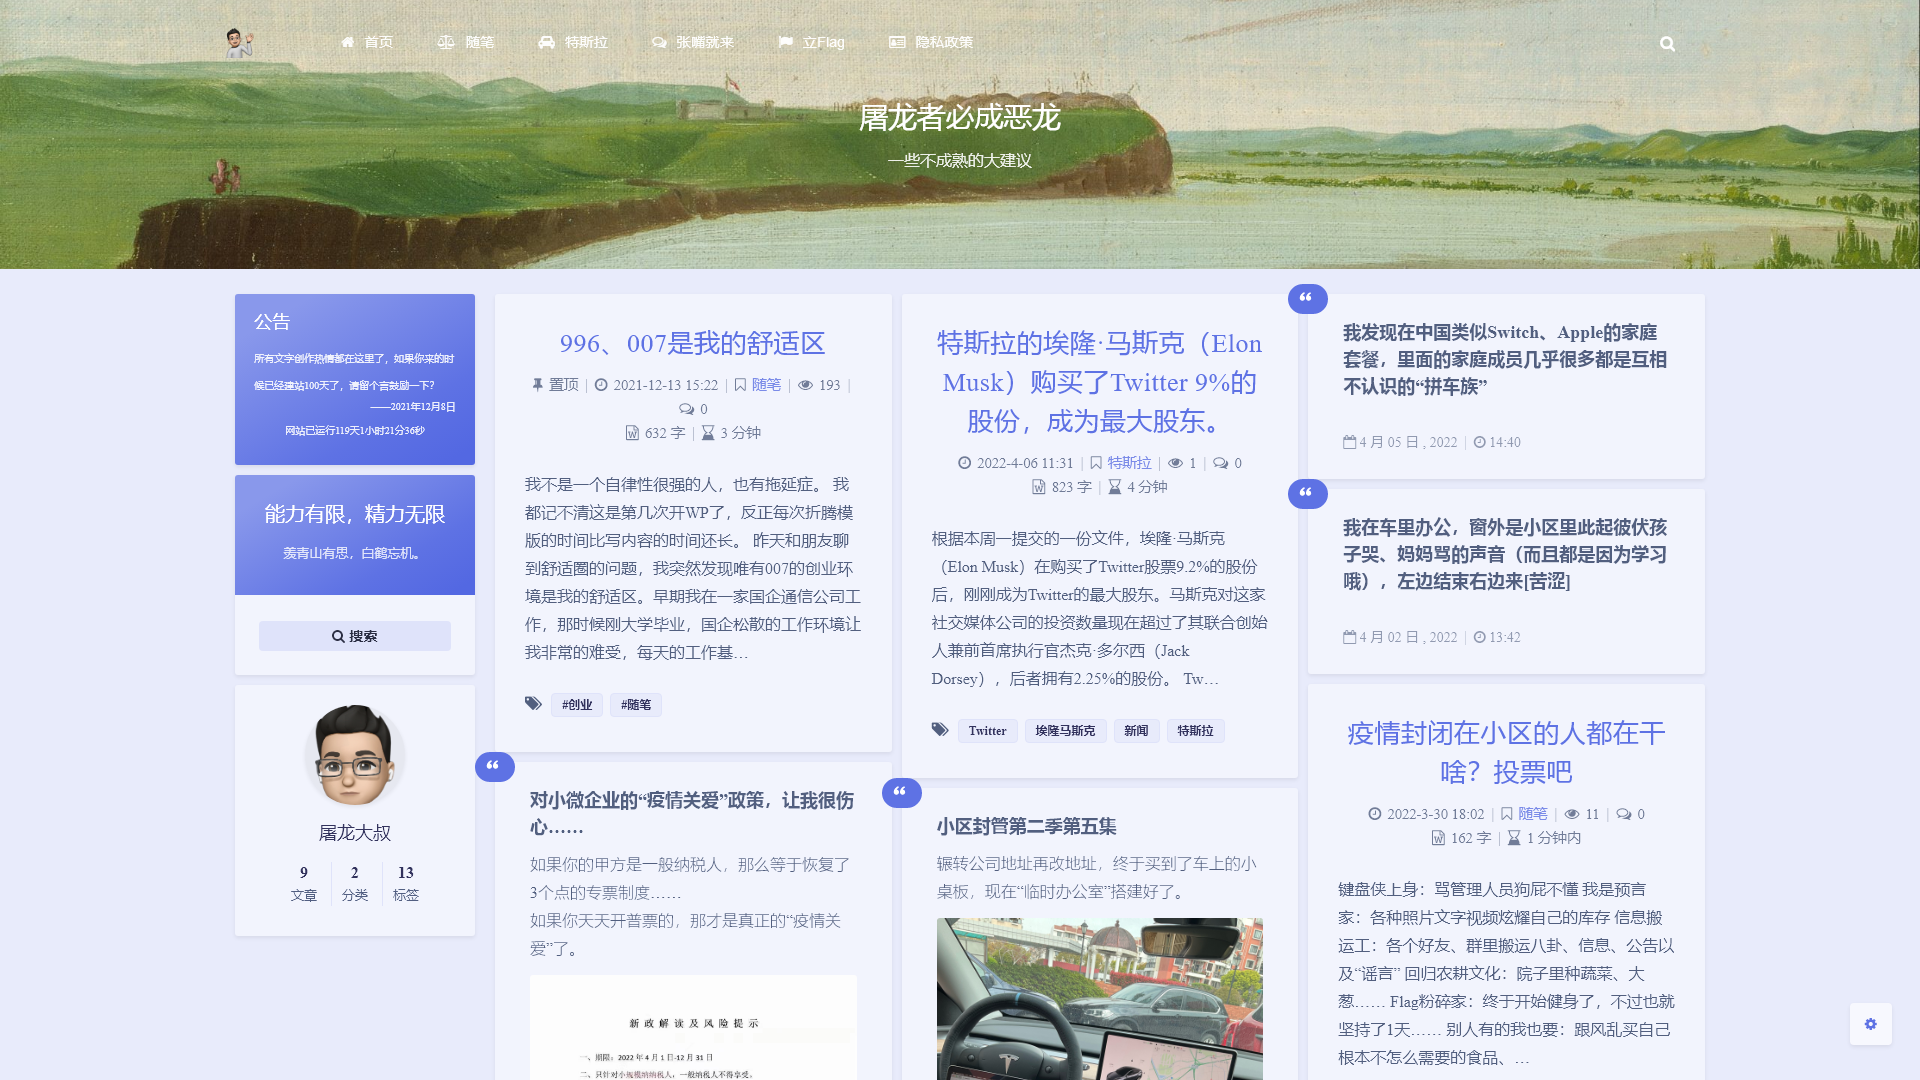 首页
随笔
特斯拉
张嘴就来
立Flag
隐私政策
屠龙者必成恶龙
一些不成熟的大建议
公告
所有文字创作热情都在这里了，如果你来的时
候已经建站100天了，请留个言鼓励一下？
——2021年12月8日
网站已运行119天1小时21分36秒
能力有限，精力无限
羡青山有思，白鹤忘机。
搜索
屠龙大叔
9 2 13
文章 分类 标签
996、007是我的舒适区
置顶 | 2021-12-13 15:22 | 随笔 | 193 |
0
632 字 | 3 分钟
我不是一个自律性很强的人，也有拖延症。 我
都记不清这是第几次开WP了，反正每次折腾模
版的时间比写内容的时间还长。 昨天和朋友聊
到舒适圈的问题，我突然发现唯有007的创业环
境是我的舒适区。早期我在一家国企通信公司工
作，那时候刚大学毕业，国企松散的工作环境让
我非常的难受，每天的工作基…
#创业 #随笔
对小微企业的“疫情关爱”政策，让我很伤
心……
如果你的甲方是一般纳税人，那么等于恢复了
3个点的专票制度……
如果你天天开普票的，那才是真正的“疫情关
爱”了。
新政解读及风险提示
一、期限：2022 年 4 月 1 日-12 月 31 日
二、只针对小规模纳纳税人，一般纳税人不得享受。
特斯拉的埃隆·马斯克（Elon
Musk）购买了Twitter 9%的
股份，成为最大股东。
2022-4-06 11:31 | 特斯拉 | 1 | 0
823 字 | 4 分钟
根据本周一提交的一份文件，埃隆·马斯克
（Elon Musk）在购买了Twitter股票9.2%的股份
后，刚刚成为Twitter的最大股东。马斯克对这家
社交媒体公司的投资数量现在超过了其联合创始
人兼前首席执行官杰克·多尔西（Jack
Dorsey），后者拥有2.25%的股份。 Tw…
Twitter 埃隆马斯克 新闻 特斯拉
小区封管第二季第五集
辗转公司地址再改地址，终于买到了车上的小
桌板，现在“临时办公室”搭建好了。
我发现在中国类似Switch、Apple的家庭
套餐，里面的家庭成员几乎很多都是互相
不认识的“拼车族”
4 月 05 日 , 2022 | 14:40
我在车里办公，窗外是小区里此起彼伏孩
子哭、妈妈骂的声音（而且都是因为学习
哦），左边结束右边来[苦涩]
4 月 02 日 , 2022 | 13:42
疫情封闭在小区的人都在干
啥？投票吧
2022-3-30 18:02 | 随笔 | 11 | 0
162 字 | 1 分钟内
键盘侠上身：骂管理人员狗屁不懂 我是预言
家：各种照片文字视频炫耀自己的库存 信息搬
运工：各个好友、群里搬运八卦、信息、公告以
及“谣言” 回归农耕文化：院子里种蔬菜、大
葱…… Flag粉碎家：终于开始健身了，不过也就
坚持了1天…… 别人有的我也要：跟风乱买自己
根本不怎么需要的食品、…